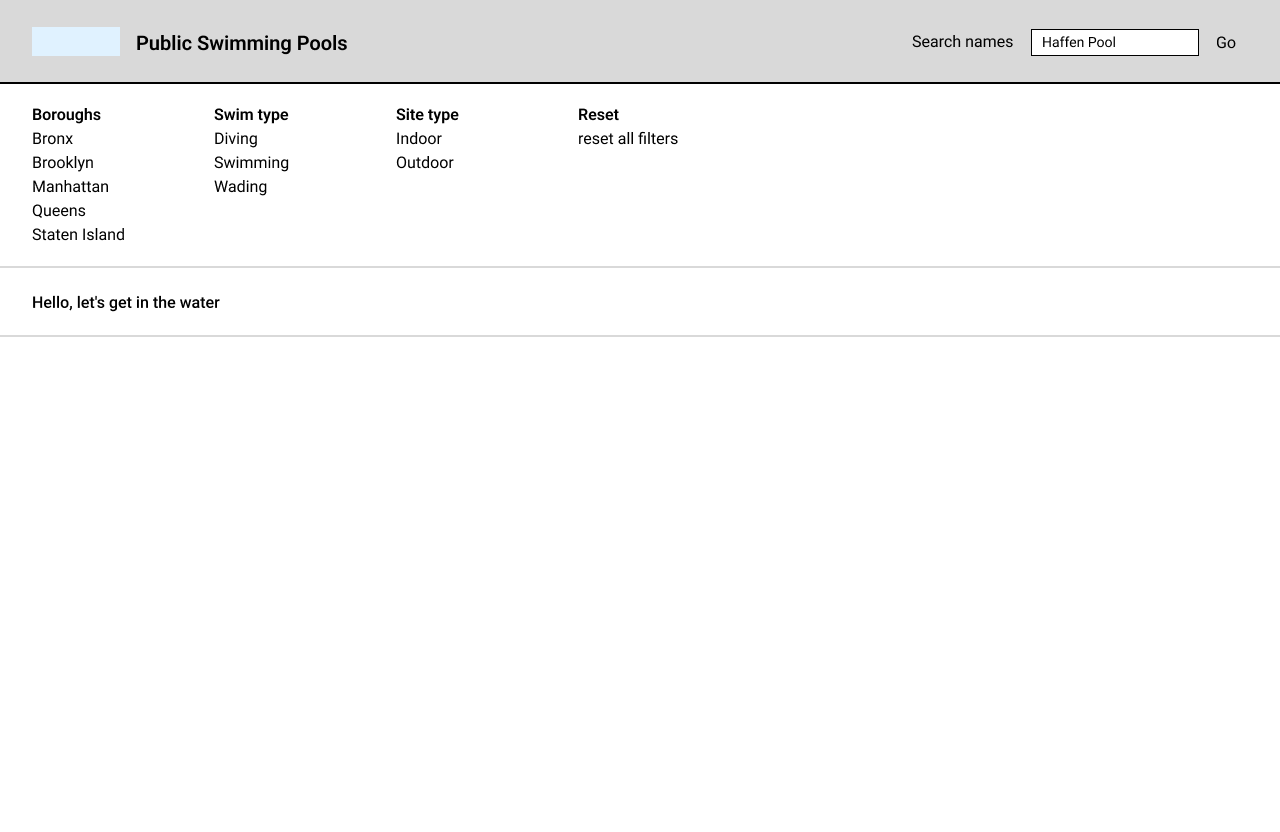 Public Swimming Pools
Search names
Haffen Pool
Go
Boroughs
Bronx
Brooklyn
Manhattan
Queens
Staten Island
Swim type
Diving
Swimming
Wading
Site type
Indoor
Outdoor
Reset
reset all filters
Hello, let's get in the water